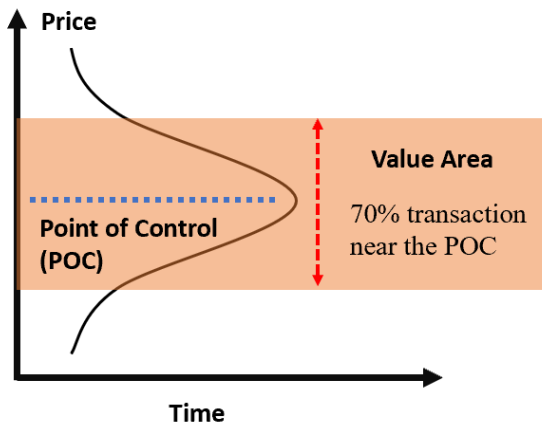 Price
Value Area
70% transaction
near the POC
Point of Control
(POC)
Time